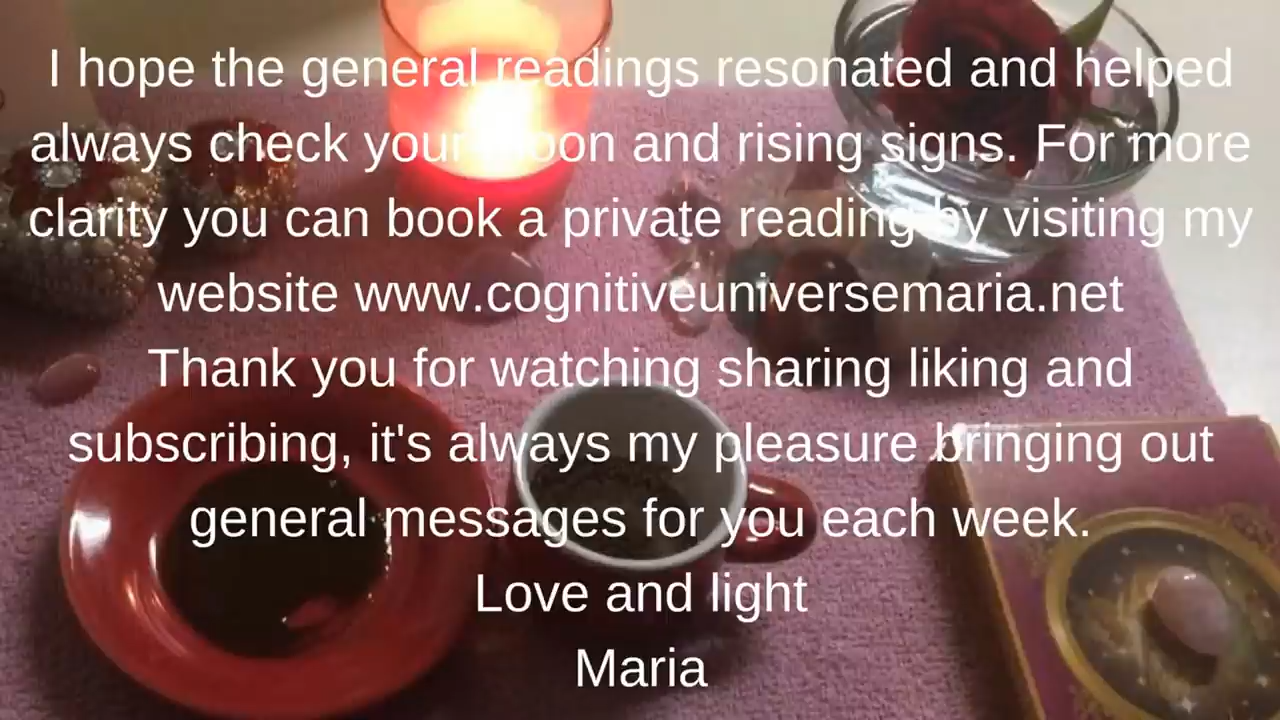 I hope the general readings resonated and helped
always check your moon and rising signs. For more
clarity you can book a private reading by visiting my
website www.cognitiveuniversemaria.net
Thank you for watching sharing liking and
subscribing, it's always my pleasure bringing out
general messages for you each week.
Love and light
Maria